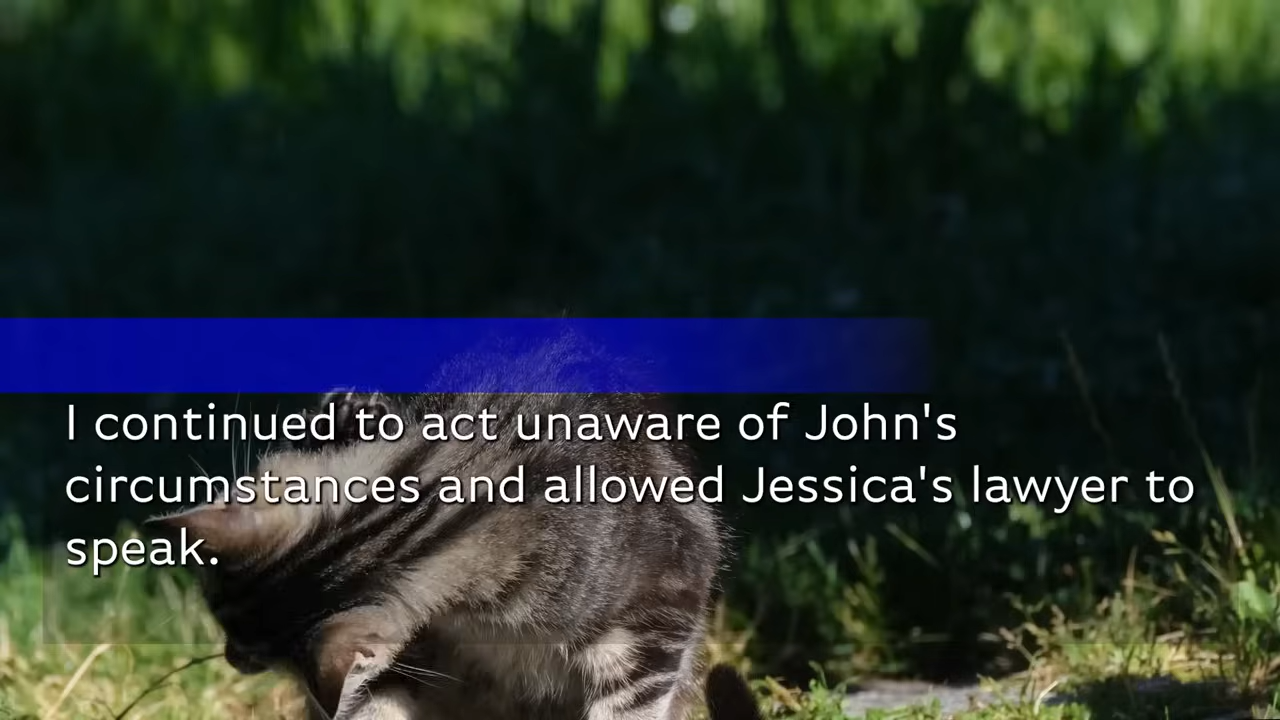 I continued to act unaware of John's
circumstances and allowed Jessica's lawyer to
speak.